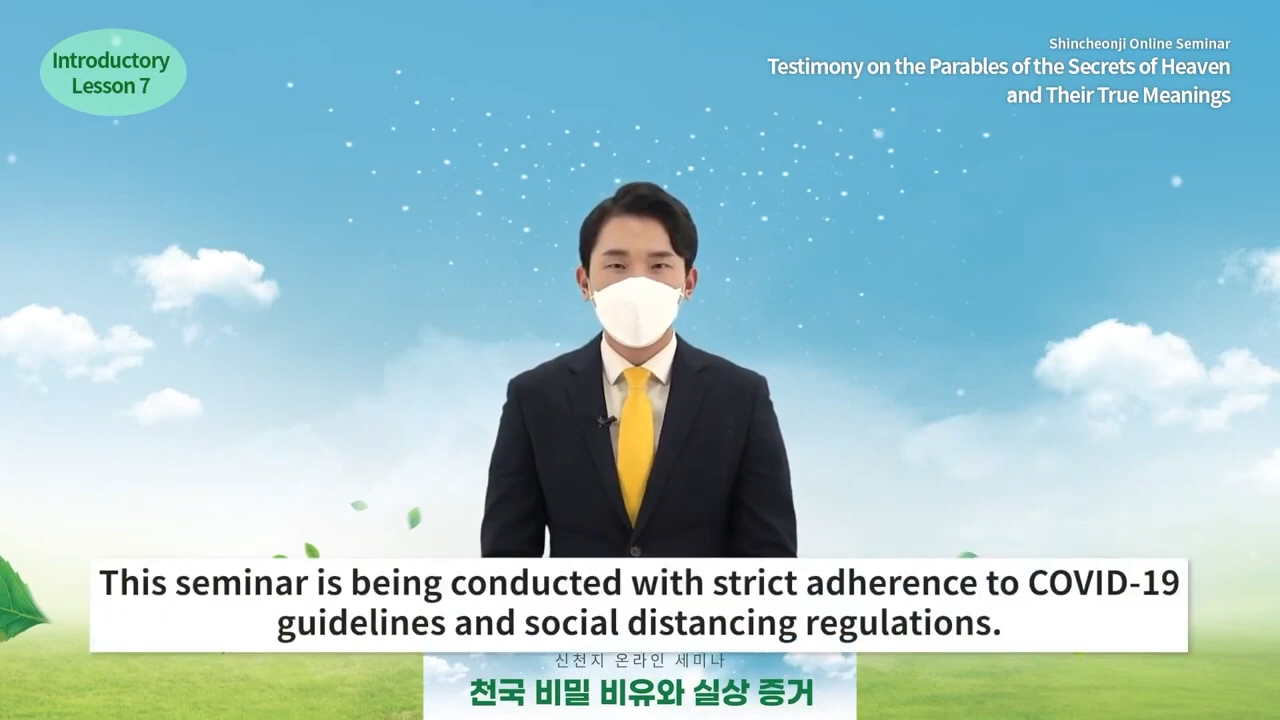 Introductory
Lesson 7
Shincheonji Online Seminar
Testimony on the Parables of the Secrets of Heaven
and Their True Meanings
This seminar is being conducted with strict adherence to COVID-19
guidelines and social distancing regulations.
신천지 온라인 세미나
천국 비밀 비유와 실상 증거